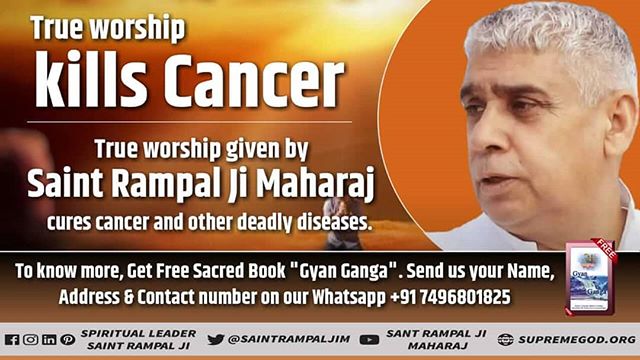 True worship
kills Cancer
True worship given by
Saint Rampal Ji Maharaj
cures cancer and other deadly diseases.
FREE
Gyan
Ganga
To know more, Get Free Sacred Book "Gyan Ganga". Send us your Name,
Address & Contact number on our Whatsapp +91 7496801825
SPIRITUAL LEADER
SAINT RAMPAL JI
@SAINTRAMPALJIM
SANT RAMPAL JI
MAHARAJ
SUPREMEGOD.ORG